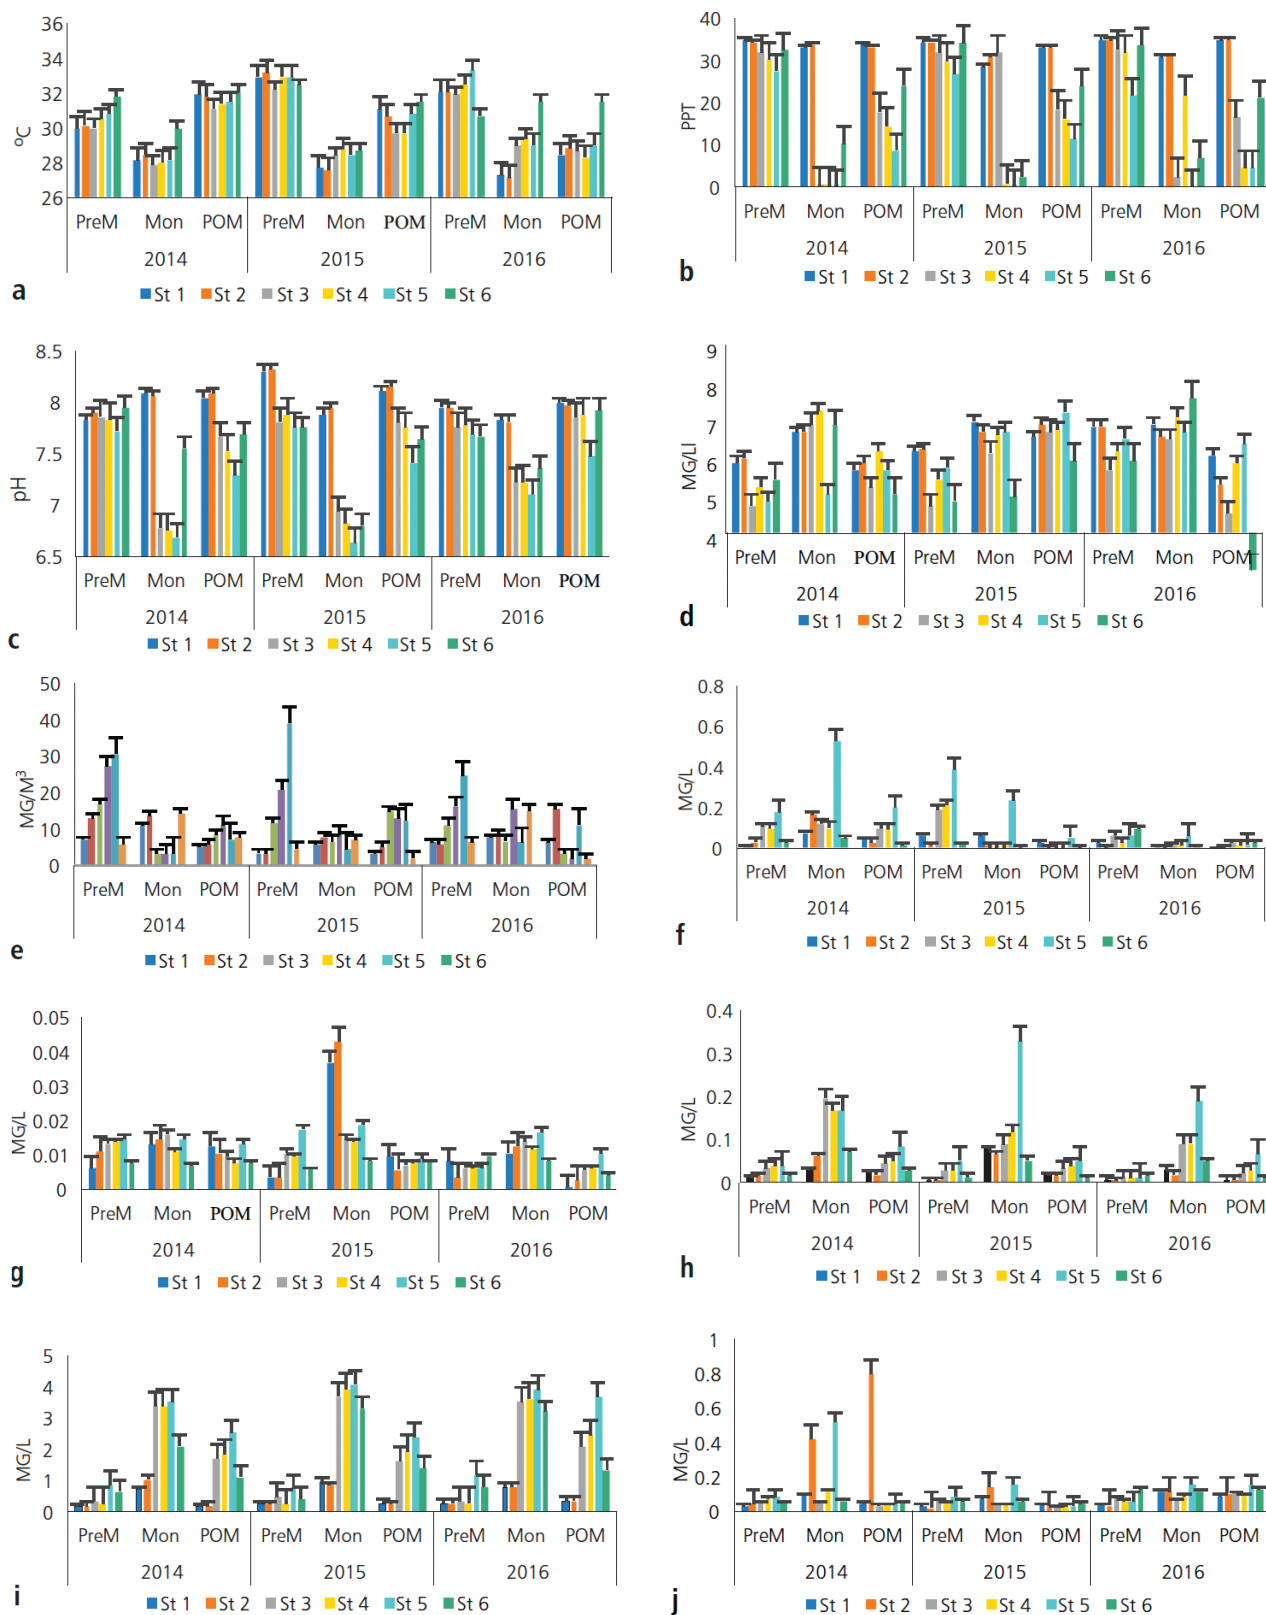 36
34
32
30
28
26
ºC
PreM Mon POM PreM Mon POM PreM Mon POM
2014 2015 2016
a
St 1 St 2 St 3 St 4 St 5 St 6
40
30
20
10
0
PPT
PreM Mon POM PreM Mon POM PreM Mon POM
2014 2015 2016
b
St 1 St 2 St 3 St 4 St 5 St 6
8.5
8
7.5
7
6.5
pH
PreM Mon POM PreM Mon POM PreM Mon POM
2014 2015 2016
c
St 1 St 2 St 3 St 4 St 5 St 6
9
8
7
6
5
4
MG/LI
PreM Mon POM PreM Mon POM PreM Mon POM
2014 2015 2016
d
St 1 St 2 St 3 St 4 St 5 St 6
50
40
30
20
10
0
MG/M³
PreM Mon POM PreM Mon POM PreM Mon POM
2014 2015 2016
e
St 1 St 2 St 3 St 4 St 5 St 6
0.8
0.6
0.4
0.2
0
MG/L
PreM Mon POM PreM Mon POM PreM Mon POM
2014 2015 2016
f
St 1 St 2 St 3 St 4 St 5 St 6
0.05
0.04
0.03
0.02
0.01
0
MG/L
PreM Mon POM PreM Mon POM PreM Mon POM
2014 2015 2016
g
St 1 St 2 St 3 St 4 St 5 St 6
0.4
0.3
0.2
0.1
0
MG/L
PreM Mon POM PreM Mon POM PreM Mon POM
2014 2015 2016
h
St 1 St 2 St 3 St 4 St 5 St 6
5
4
3
2
1
0
MG/L
PreM Mon POM PreM Mon POM PreM Mon POM
2014 2015 2016
i
St 1 St 2 St 3 St 4 St 5 St 6
1
0.8
0.6
0.4
0.2
0
MG/L
PreM Mon POM PreM Mon POM PreM Mon POM
2014 2015 2016
j
St 1 St 2 St 3 St 4 St 5 St 6